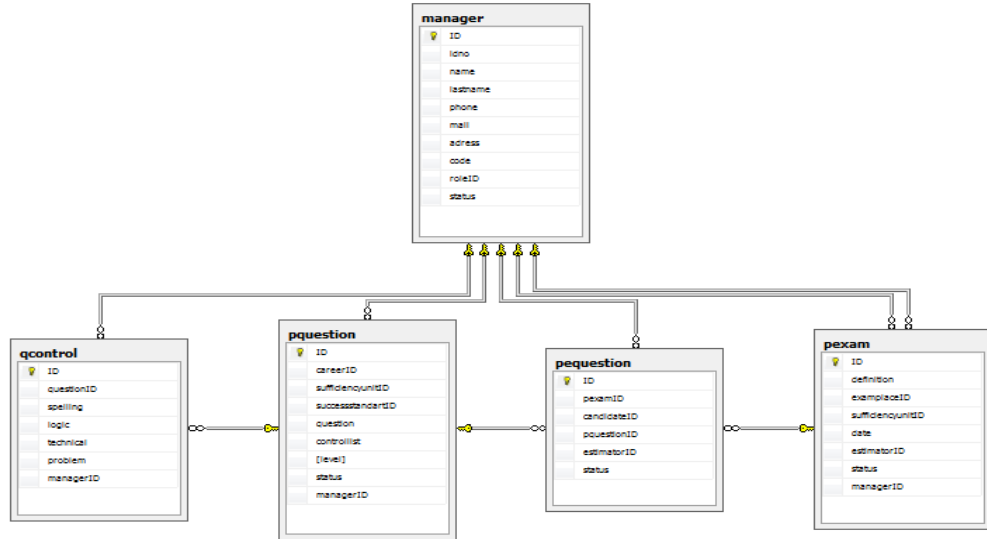 manager
ID
idno
name
lastname
phone
mail
adress
code
roleID
status
qcontrol
ID
questionID
spelling
logic
technical
problem
managerID
pquestion
ID
careerID
sufficiencyunitID
successstandartID
question
controllist
[level]
status
managerID
pequestion
ID
pexamID
candidateID
pquestionID
estimatorID
status
pexam
ID
definition
examplaceID
sufficiencyunitID
date
estimatorID
status
managerID